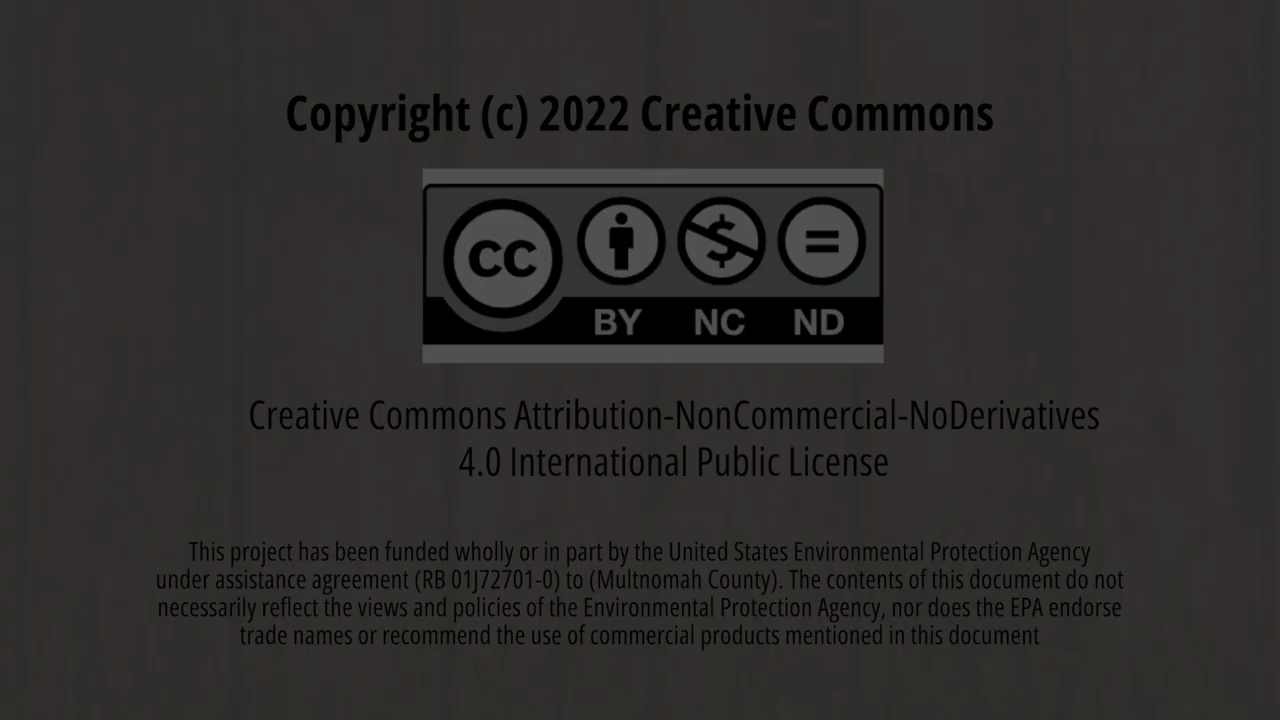 Copyright (c) 2022 Creative Commons
CC
BY NC ND
Creative Commons Attribution-NonCommercial-NoDerivatives
4.0 International Public License
This project has been funded wholly or in part by the United States Environmental Protection Agency
under assistance agreement (RB 01J72701-0) to (Multnomah County). The contents of this document do not
necessarily reflect the views and policies of the Environmental Protection Agency, nor does the EPA endorse
trade names or recommend the use of commercial products mentioned in this document